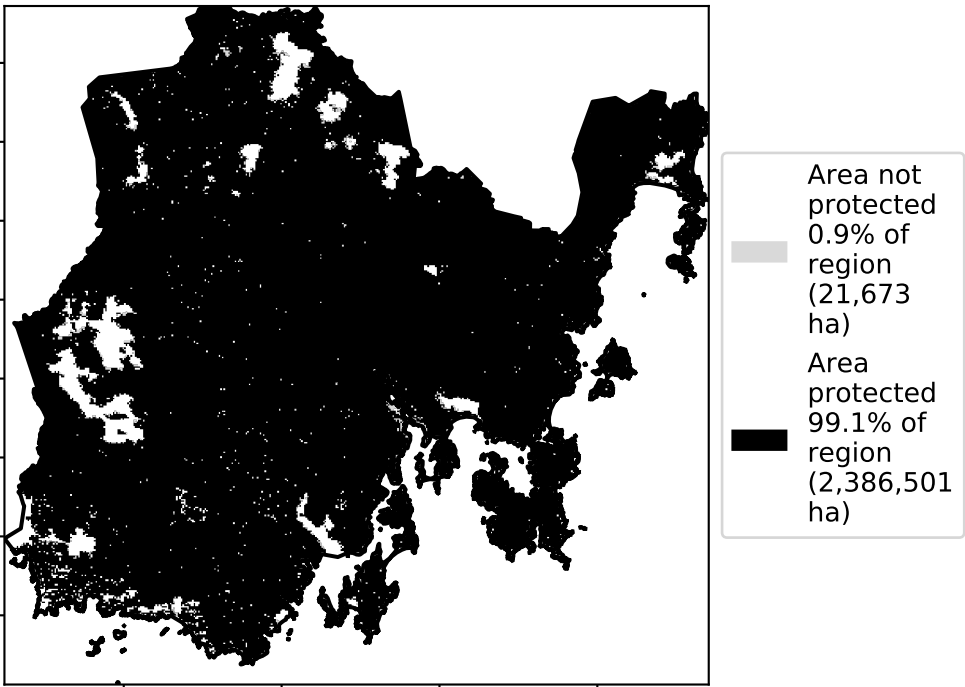 Area not
protected
0.9% of
region
(21,673
ha)
Area
protected
99.1% of
region
(2,386,501
ha)